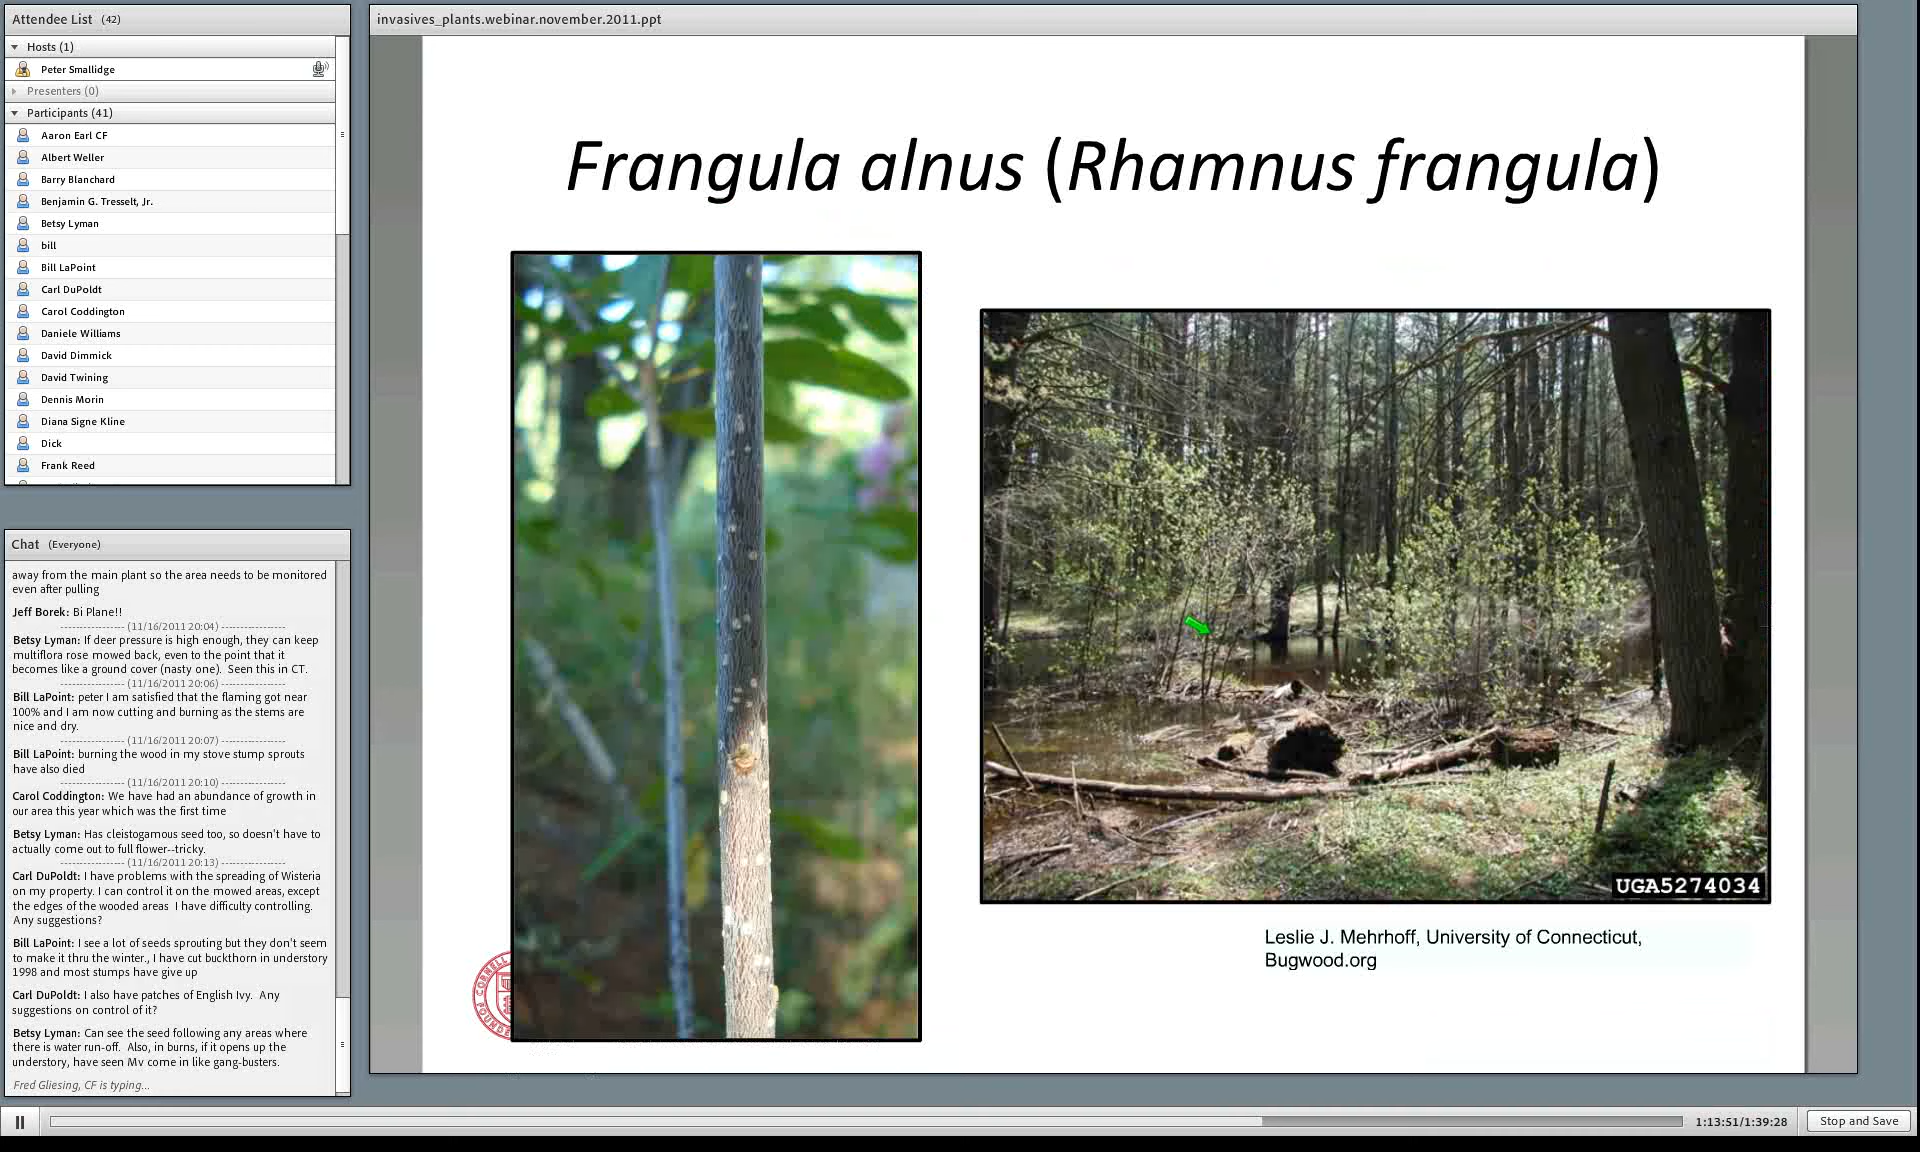 Attendee List (42)
Hosts (1)
Peter Smallidge
Presenters (0)
Participants (41)
Aaron Earl CF
Albert Weller
Barry Blanchard
Benjamin G. Tresselt, Jr.
Betsy Lyman
bill
Bill LaPoint
Carl DuPoldt
Carol Coddington
Daniele Williams
David Dimmick
David Twining
Dennis Morin
Diana Signe Kline
Dick
Frank Reed
Chat (Everyone)
away from the main plant so the area needs to be monitored
even after pulling
Jeff Borek: Bi Plane!!
------------------ (11/16/2011 20:04) ------------------
Betsy Lyman: If deer pressure is high enough, they can keep
multiflora rose mowed back, even to the point that it
becomes like a ground cover (nasty one). Seen this in CT.
------------------ (11/16/2011 20:06) ------------------
Bill LaPoint: peter I am satisfied that the flaming got near
100% and I am now cutting and burning as the stems are
nice and dry.
------------------ (11/16/2011 20:07) ------------------
Bill LaPoint: burning the wood in my stove stump sprouts
have also died
------------------ (11/16/2011 20:10) ------------------
Carol Coddington: We have had an abundance of growth in
our area this year which was the first time
Betsy Lyman: Has cleistogamous seed too, so doesn't have to
actually come out to full flower--tricky.
------------------ (11/16/2011 20:13) ------------------
Carl DuPoldt: I have problems with the spreading of Wisteria
on my property. I can control it on the mowed areas, except
the edges of the wooded areas I have difficulty controlling.
Any suggestions?
Bill LaPoint: I see a lot of seeds sprouting but they don't seem
to make it thru the winter., I have cut buckthorn in understory
1998 and most stumps have give up
Carl DuPoldt: I also have patches of English Ivy. Any
suggestions on control of it?
Betsy Lyman: Can see the seed following any areas where
there is water run-off. Also, in burns, if it opens up the
understory, have seen Mv come in like gang-busters.
Fred Gliesing, CF is typing...
invasives_plants.webinar.november.2011.ppt
Frangula alnus (Rhamnus frangula)
UGA5274034
Leslie J. Mehrhoff, University of Connecticut,
Bugwood.org
1:13:51/1:39:28
Stop and Save